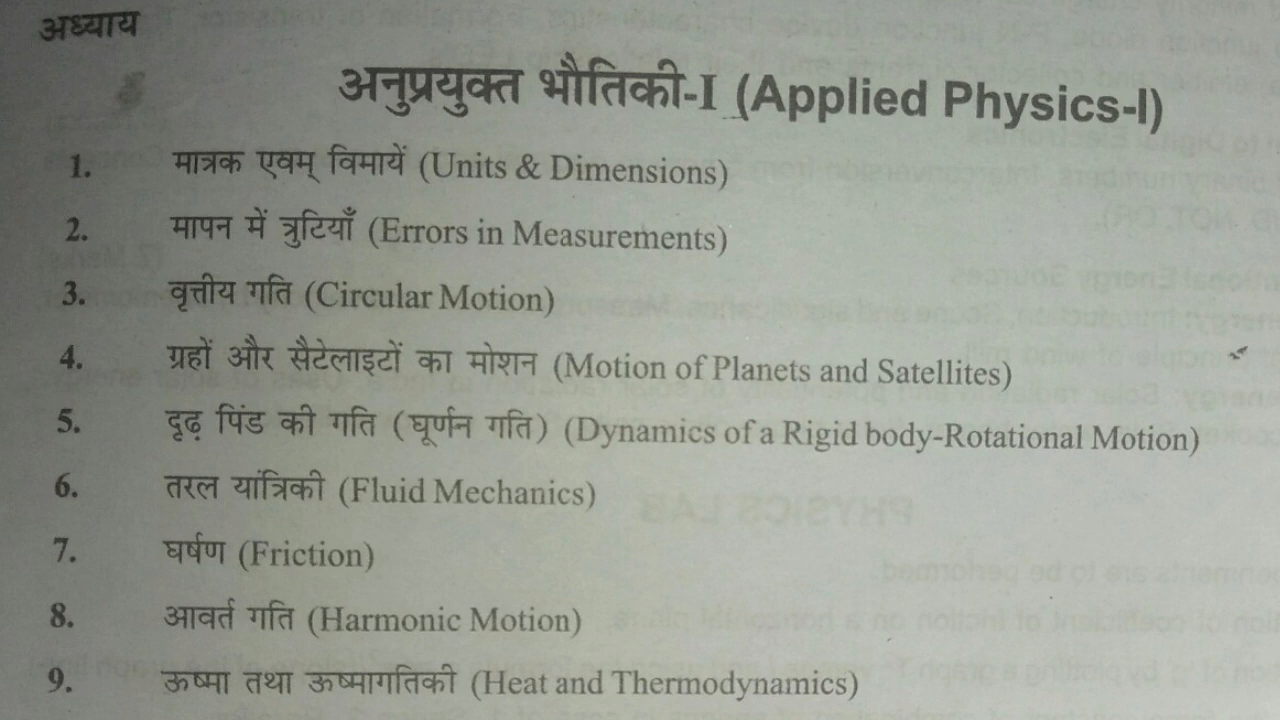 अध्याय
अनुप्रयुक्त भौतिकी-I (Applied Physics-I)
1. मात्रक एवम् विमायें (Units & Dimensions)
2. मापन में त्रुटियाँ (Errors in Measurements)
3. वृत्तीय गति (Circular Motion)
4. ग्रहों और सैटेलाइटों का मोशन (Motion of Planets and Satellites)
5. दृढ़ पिंड की गति (घूर्णन गति) (Dynamics of a Rigid body-Rotational Motion)
6. तरल यांत्रिकी (Fluid Mechanics)
7. घर्षण (Friction)
8. आवर्त गति (Harmonic Motion)
9. ऊष्मा तथा ऊष्मागतिकी (Heat and Thermodynamics)